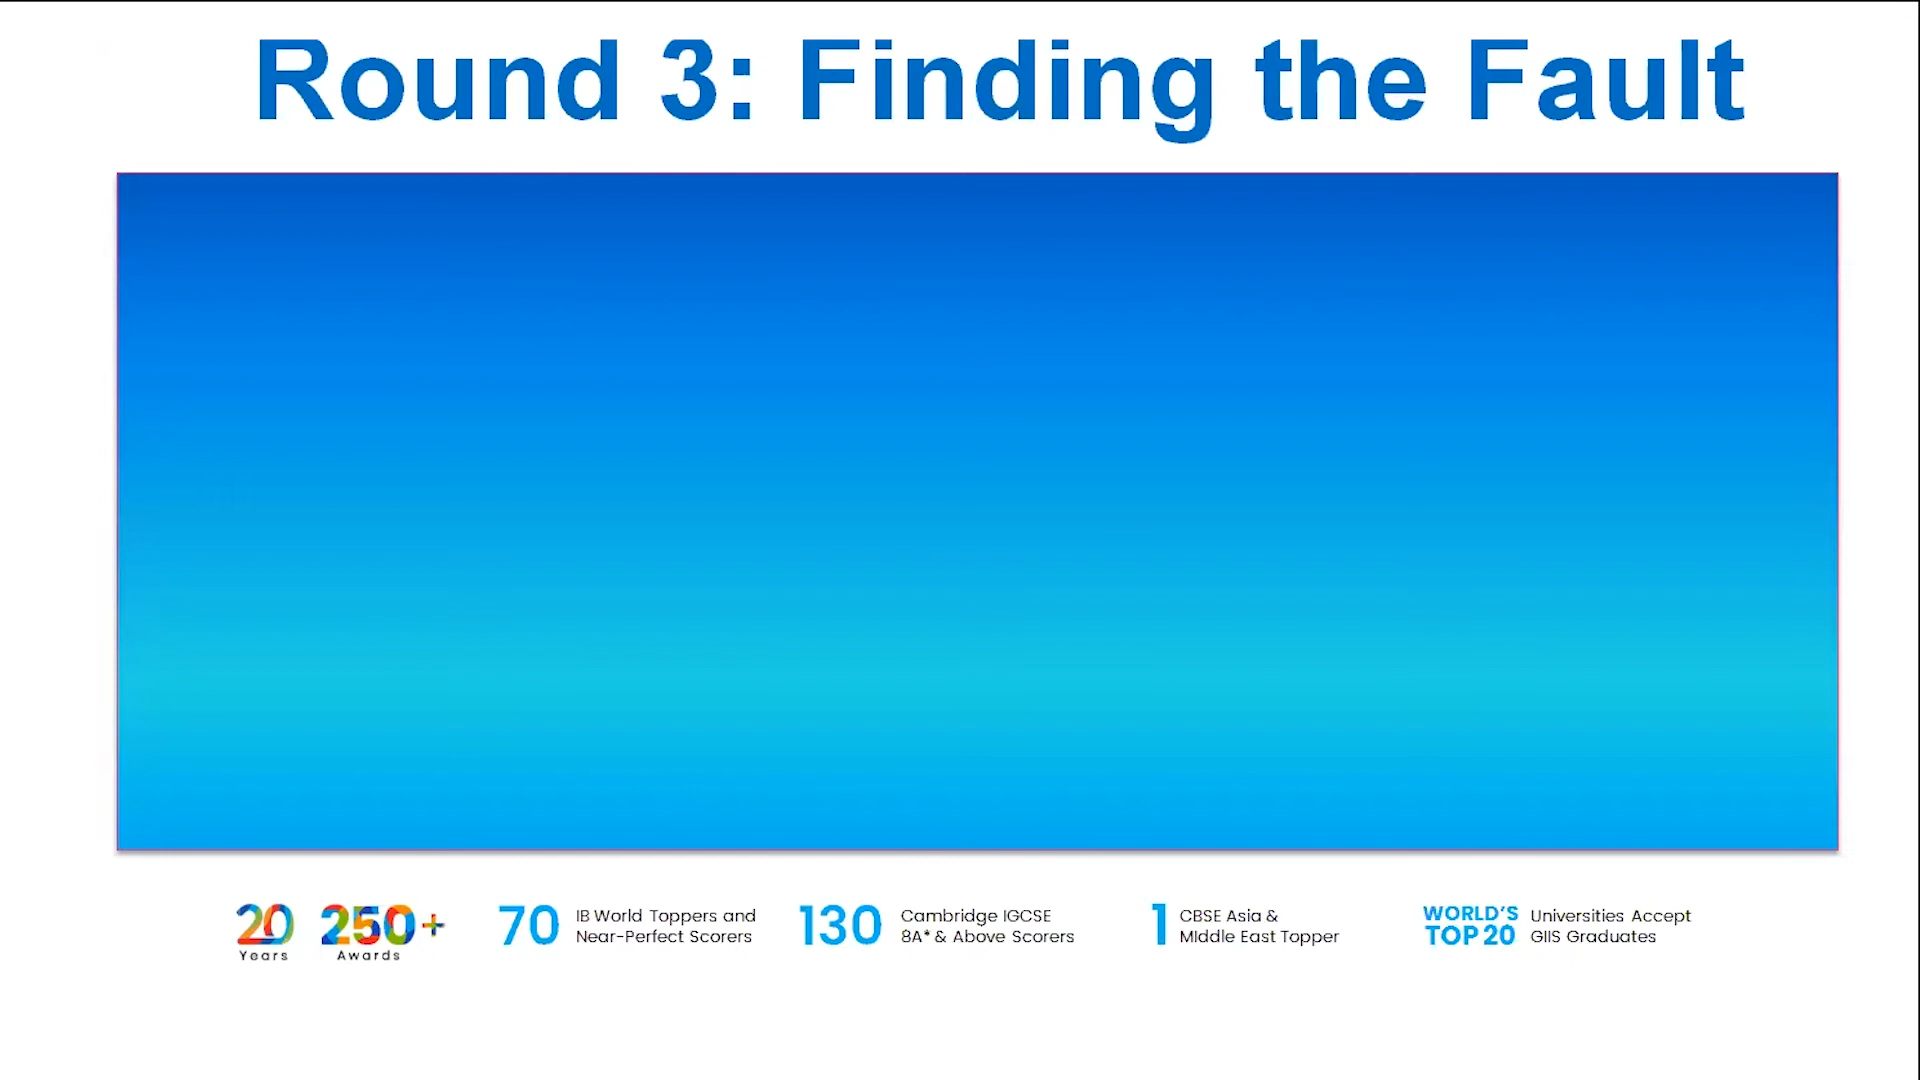 Round 3: Finding the Fault
20 Years
250+ Awards
70 IB World Toppers and
Near-Perfect Scorers
130 Cambridge IGCSE
8A* & Above Scorers
1 CBSE Asia &
Middle East Topper
WORLD'S
TOP 20
Universities Accept
GIIS Graduates